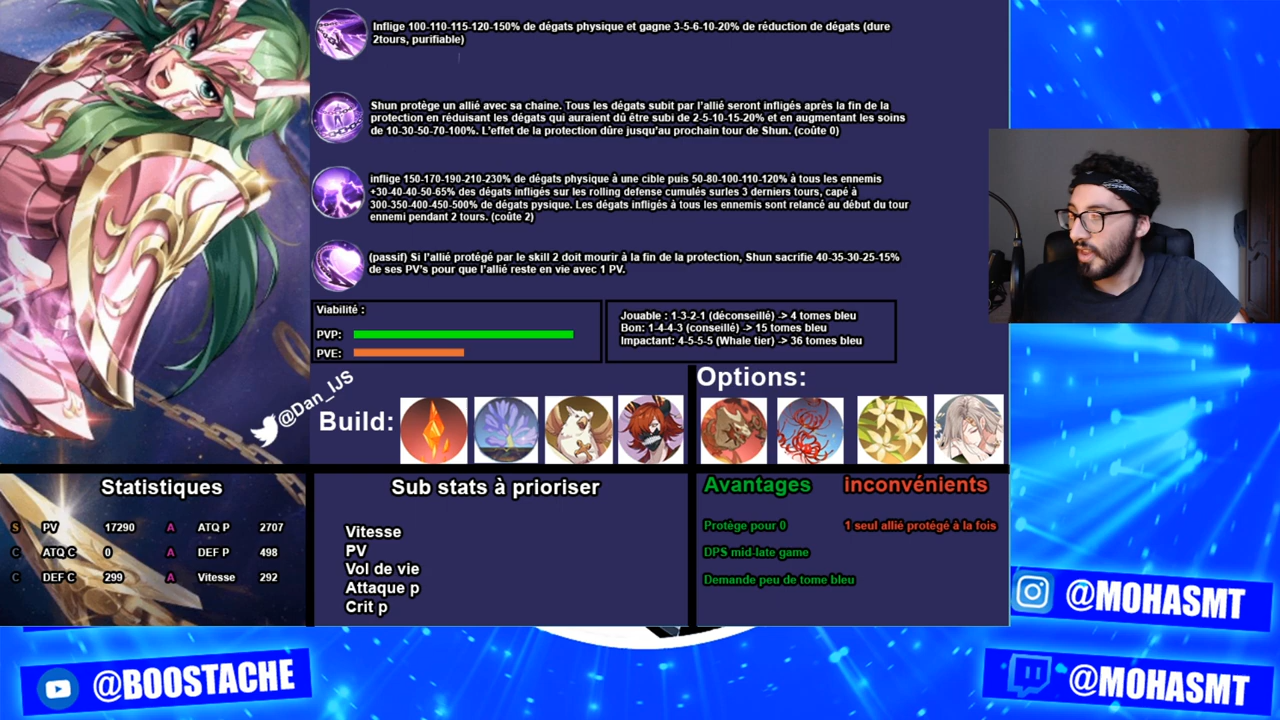 Inflige 100-110-115-120-150% de dégats physique et gagne 3-5-6-10-20% de réduction de dégats (dure
2tours, purifiable)
Shun protège un allié avec sa chaine. Tous les dégats subit par l'allié seront infligés après la fin de la
protection en réduisant les dégats qui auraient dû être subi de 2-5-10-15-20% et en augmentant les soins
de 10-30-50-70-100%. L'effet de la protection dûre jusqu'au prochain tour de Shun. (coûte 0)
inflige 150-170-190-210-230% de dégats physique à une cible puis 50-80-100-110-120% à tous les ennemis
+30-40-40-50-65% des dégats infligés sur les rolling defense cumulés surles 3 derniers tours, capé à
300-350-400-450-500% de dégats pysique. Les dégats infligés à tous les ennemis sont relancé au début du tour
ennemi pendant 2 tours. (coûte 2)
(passif) Si l'allié protégé par le skill 2 doit mourir à la fin de la protection, Shun sacrifie 40-35-30-25-15%
de ses PV's pour que l'allié reste en vie avec 1 PV.
Viabilité :
PVP:
PVE:
Jouable : 1-3-2-1 (déconseillé) -> 4 tomes bleu
Bon: 1-4-4-3 (conseillé) -> 15 tomes bleu
Impactant: 4-5-5-5 (Whale tier) -> 36 tomes bleu
@Dan_IJS
Build:
Options:
Statistiques
S PV 17290 A ATQ P 2707
C ATQ C 0 A DEF P 498
C DEF C 299 A Vitesse 292
Sub stats à prioriser
Vitesse
PV
Vol de vie
Attaque p
Crit p
Avantages
Protège pour 0
DPS mid-late game
Demande peu de tome bleu
inconvénients
1 seul allié protégé à la fois
@MOHASMT
@BOOSTACHE
@MOHASMT